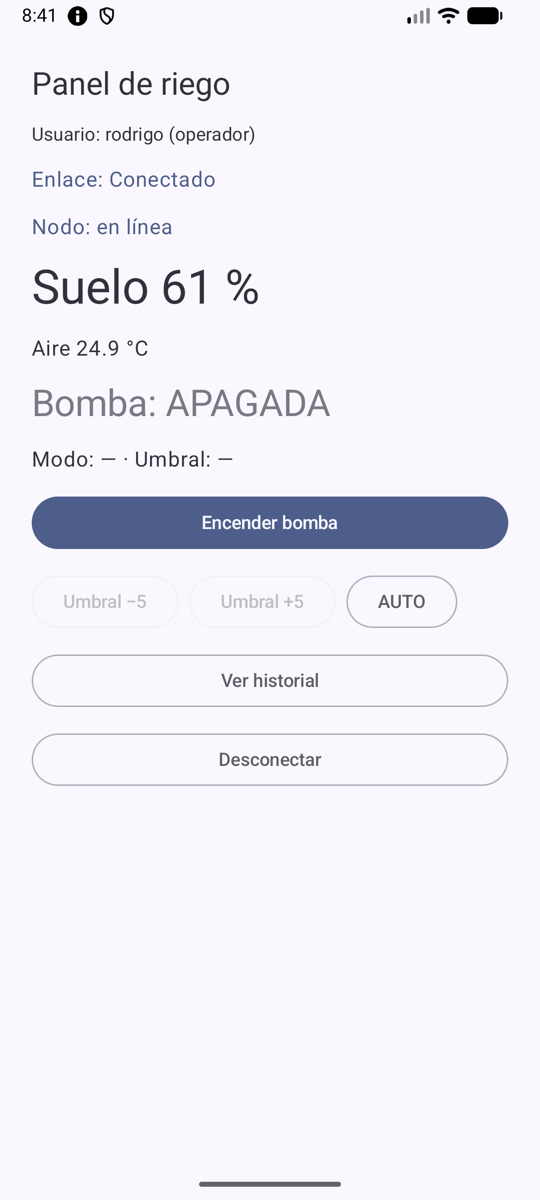 8:41
Panel de riego
Usuario: rodrigo (operador)
Enlace: Conectado
Nodo: en línea
Suelo 61 %
Aire 24.9 °C
Bomba: APAGADA
Modo: — · Umbral: —
Encender bomba
Umbral −5 Umbral +5 AUTO
Ver historial
Desconectar